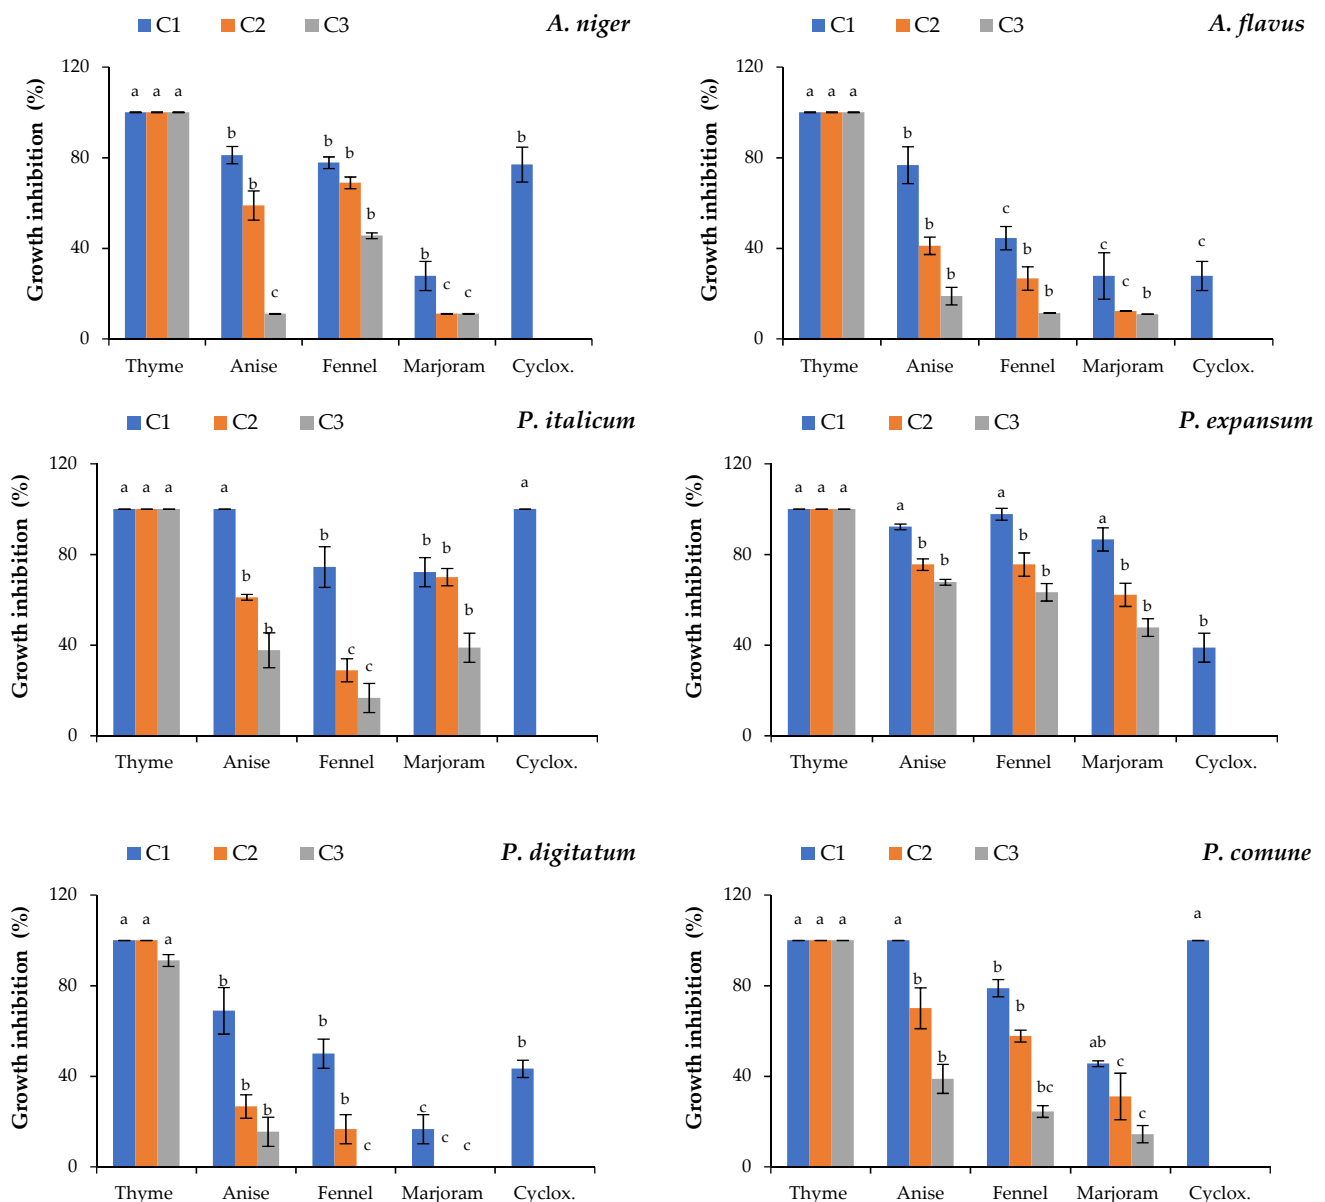 C1 C2 C3 A. niger
120
80
40
0
Growth inhibition (%)
a a a b b c b b b b c c b
Thyme Anise Fennel Marjoram Cyclox.
C1 C2 C3 A. flavus
120
80
40
0
Growth inhibition (%)
a a a b b b c b b c c b c
Thyme Anise Fennel Marjoram Cyclox.
C1 C2 C3 P. italicum
120
80
40
0
Growth inhibition (%)
a a a a b b b c c b b b a
Thyme Anise Fennel Marjoram Cyclox.
C1 C2 C3 P. expansum
120
80
40
0
Growth inhibition (%)
a a a a b b a b b a b b b
Thyme Anise Fennel Marjoram Cyclox.
C1 C2 C3 P. digitatum
120
80
40
0
Growth inhibition (%)
a a a b b b b b c c c c b
Thyme Anise Fennel Marjoram Cyclox.
C1 C2 C3 P. comune
120
80
40
0
Growth inhibition (%)
a a a a b b b b bc ab c c a
Thyme Anise Fennel Marjoram Cyclox.